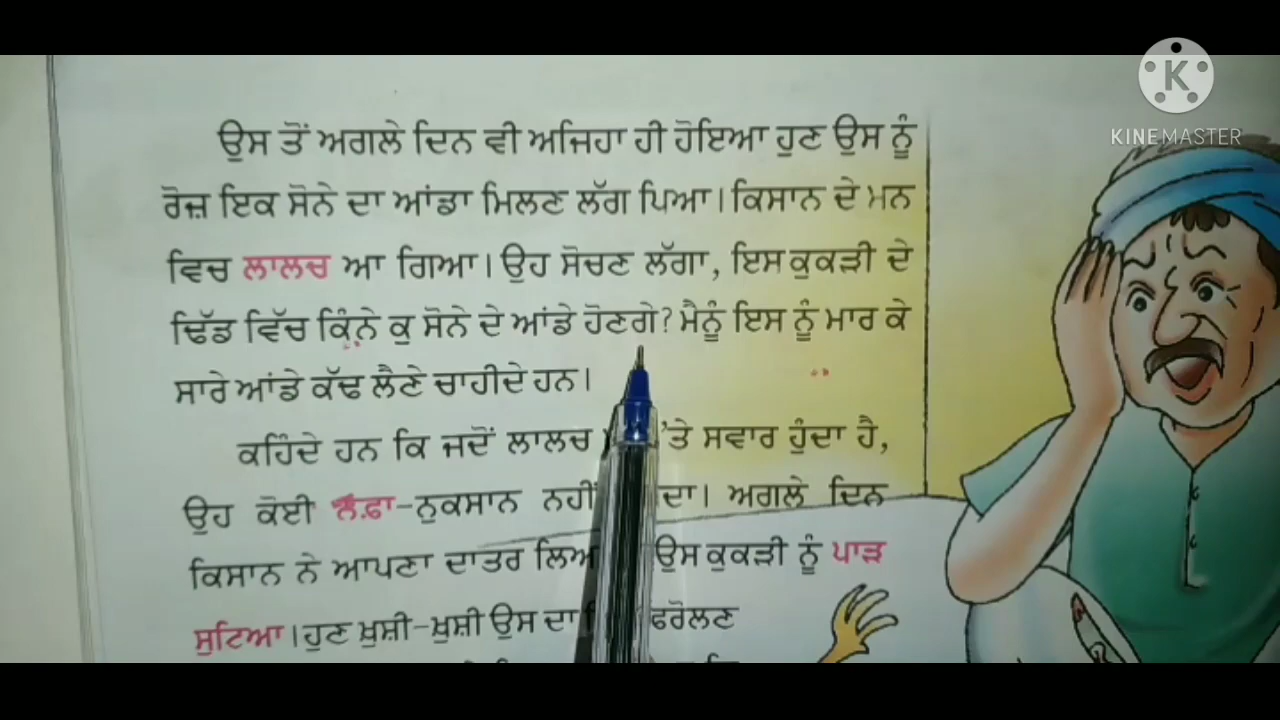 KINEMASTER
ਉਸ ਤੋਂ ਅਗਲੇ ਦਿਨ ਵੀ ਅਜਿਹਾ ਹੀ ਹੋਇਆ ਹੁਣ ਉਸ ਨੂੰ
ਰੋਜ਼ ਇਕ ਸੋਨੇ ਦਾ ਆਂਡਾ ਮਿਲਣ ਲੱਗ ਪਿਆ। ਕਿਸਾਨ ਦੇ ਮਨ
ਵਿਚ ਲਾਲਚ ਆ ਗਿਆ। ਉਹ ਸੋਚਣ ਲੱਗਾ, ਇਸ ਕੁਕੜੀ ਦੇ
ਢਿੱਡ ਵਿੱਚ ਕਿੰਨੇ ਕੁ ਸੋਨੇ ਦੇ ਆਂਡੇ ਹੋਣਗੇ? ਮੈਨੂੰ ਇਸ ਨੂੰ ਮਾਰ ਕੇ
ਸਾਰੇ ਆਂਡੇ ਕੱਢ ਲੈਣੇ ਚਾਹੀਦੇ ਹਨ।
ਕਹਿੰਦੇ ਹਨ ਕਿ ਜਦੋਂ ਲਾਲਚ 'ਤੇ ਸਵਾਰ ਹੁੰਦਾ ਹੈ,
ਉਹ ਕੋਈ ਨਫ਼ਾ-ਨੁਕਸਾਨ ਨਹੀਂ ਦਾ। ਅਗਲੇ ਦਿਨ
ਕਿਸਾਨ ਨੇ ਆਪਣਾ ਦਾਤਰ ਲਿਆ ਉਸ ਕੁਕੜੀ ਨੂੰ ਪਾੜ
ਸੁਟਿਆ। ਹੁਣ ਖ਼ੁਸ਼ੀ-ਖ਼ੁਸ਼ੀ ਉਸ ਦਾ ਫਰੋਲਣ